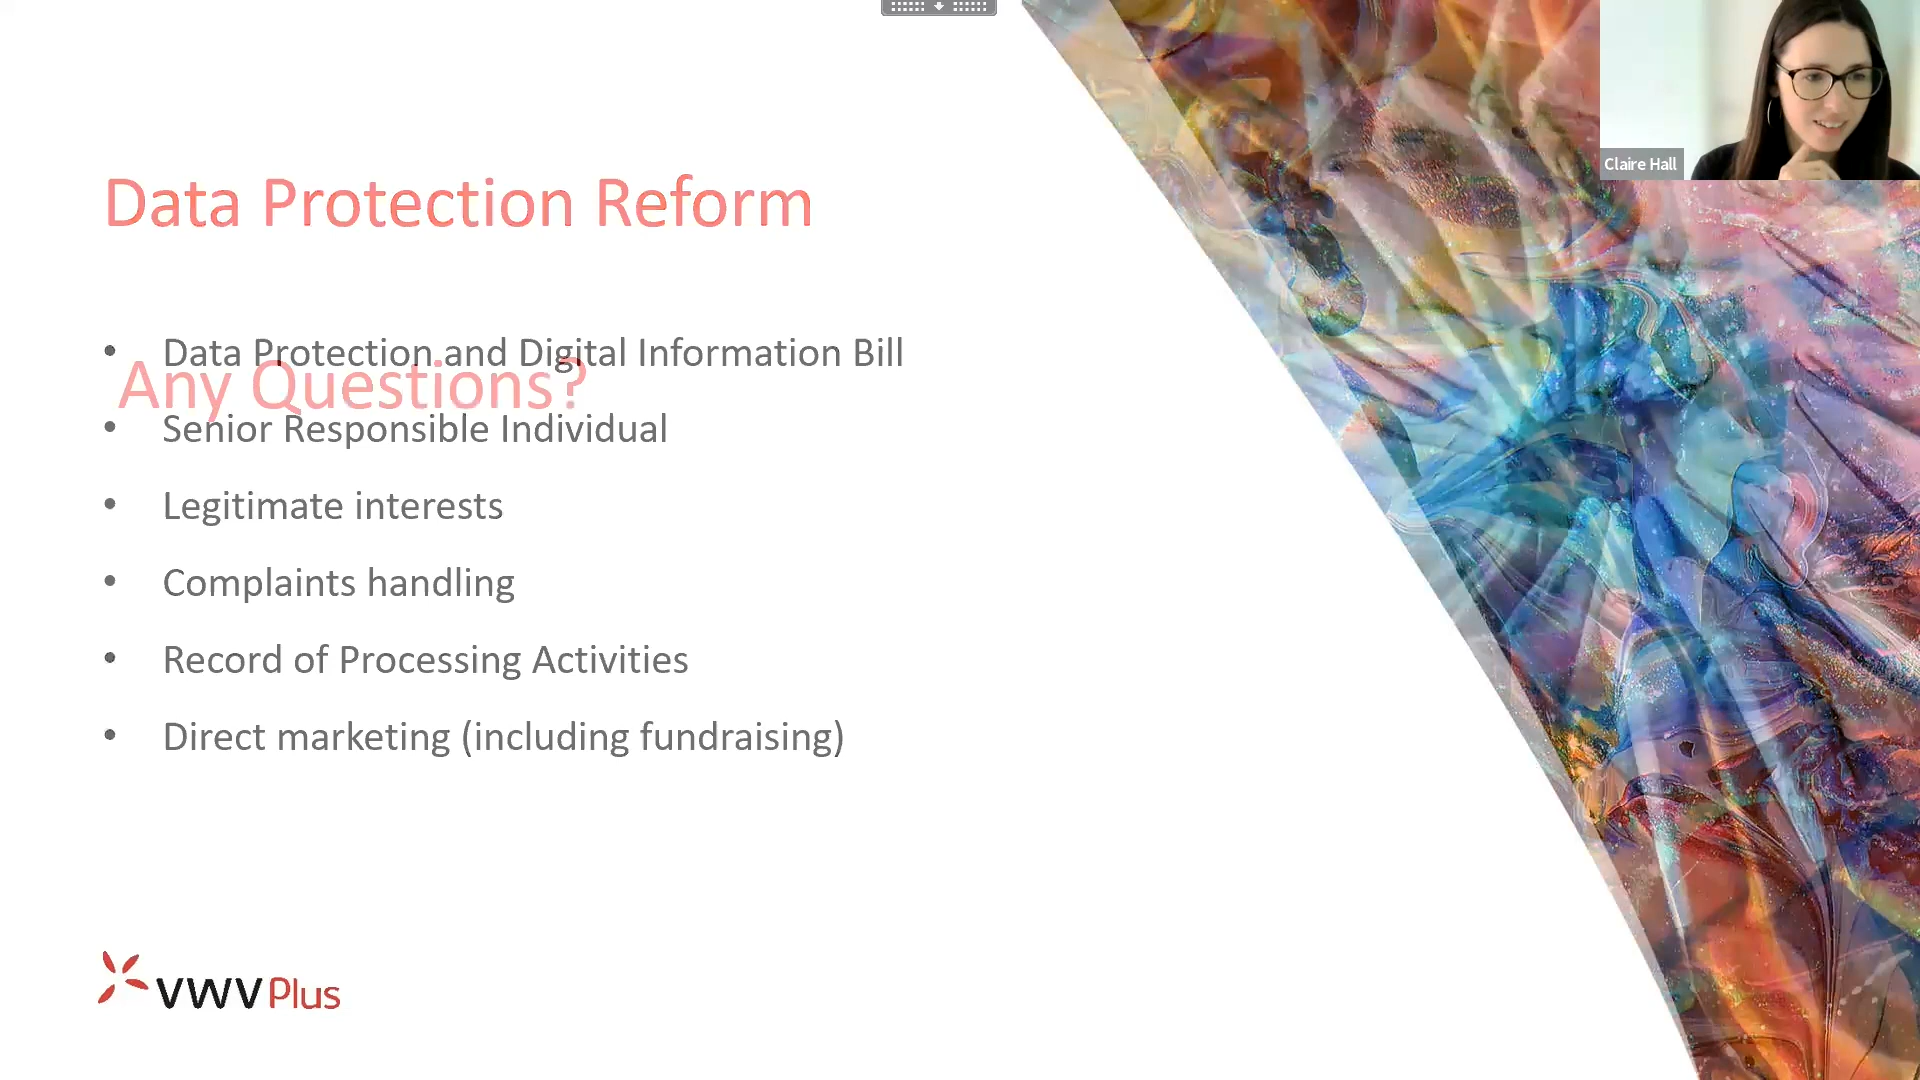 Claire Hall
Data Protection Reform
• Data Protection and Digital Information Bill
Any Questions?
• Senior Responsible Individual
• Legitimate interests
• Complaints handling
• Record of Processing Activities
• Direct marketing (including fundraising)
VWV Plus